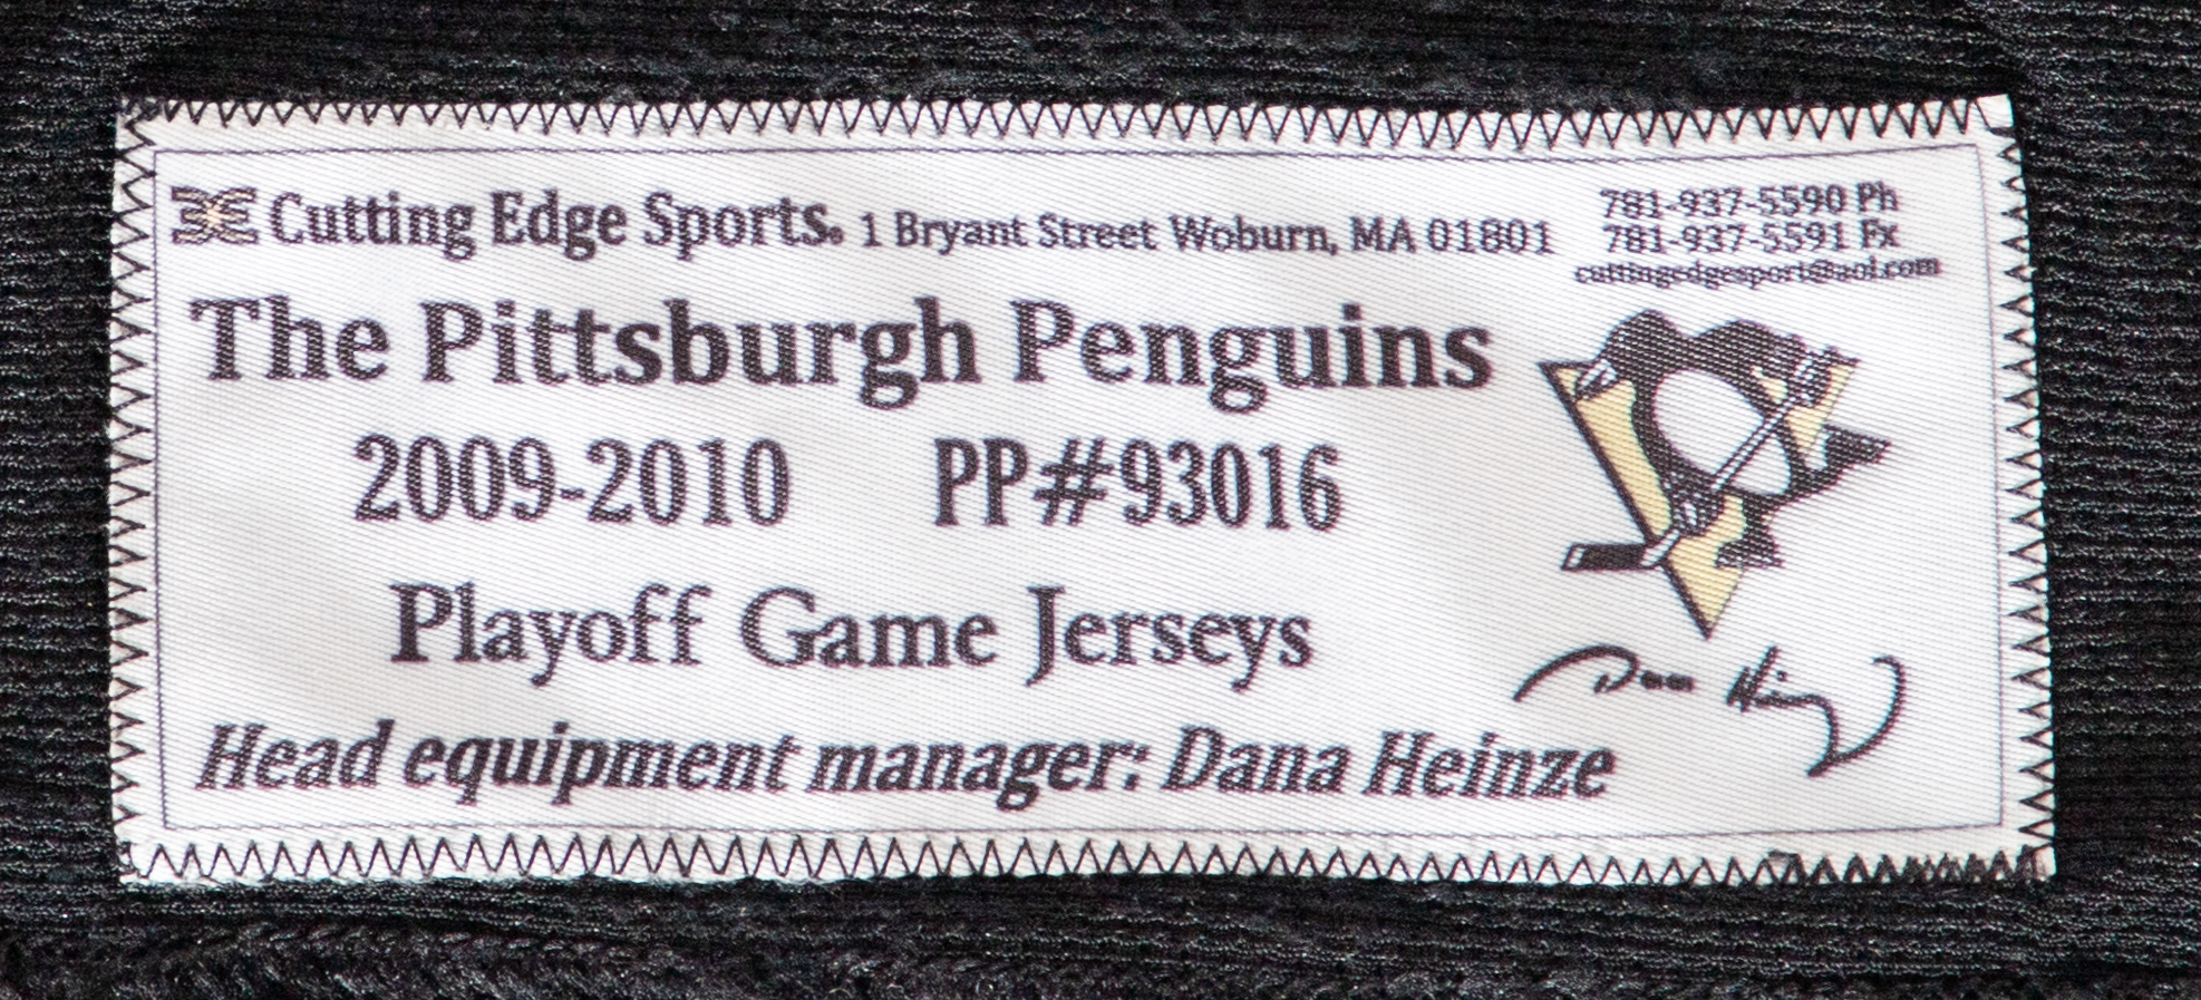 Cutting Edge Sports. 1 Bryant Street Woburn, MA 01801
781-937-5590 Ph
781-937-5591 Fx
cuttingedgesport@aol.com
The Pittsburgh Penguins
2009-2010 PP#93016
Playoff Game Jerseys
Head equipment manager: Dana Heinze